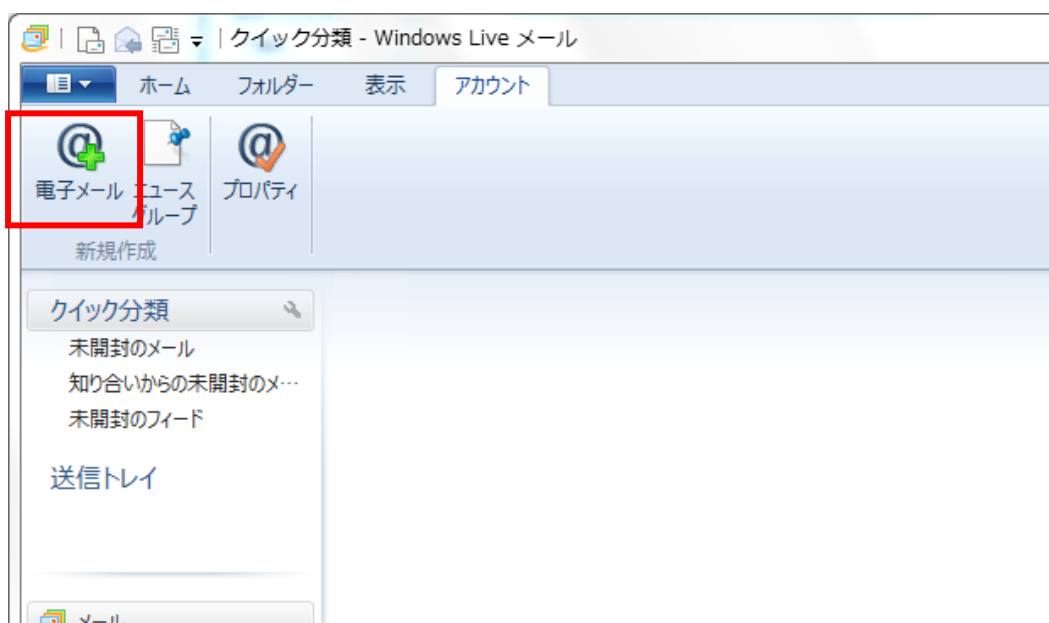 クイック分類 - Windows Live メール
ホーム フォルダー 表示 アカウント
電子メール
ニュース
グループ
プロパティ
新規作成
クイック分類
未開封のメール
知り合いからの未開封のメ…
未開封のフィード
送信トレイ
メール